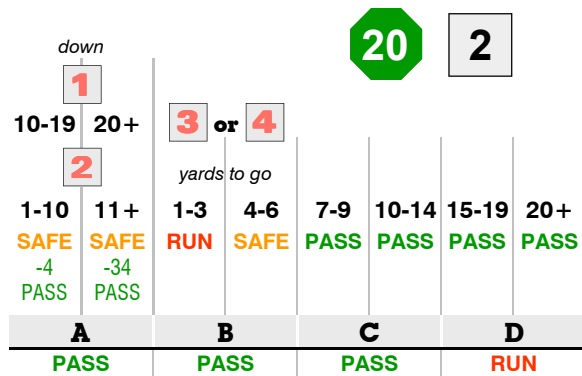 20 2
down
1
10-19 20+ 3 or 4
2 yards to go
1-10 11+ 1-3 4-6 7-9 10-14 15-19 20+
SAFE SAFE RUN SAFE PASS PASS PASS PASS
-4 -34
PASS PASS
A B C D
PASS PASS PASS RUN